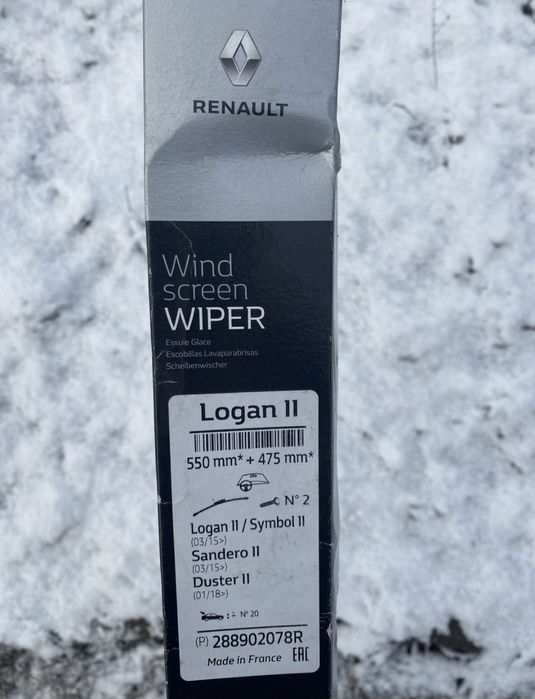 RENAULT
Wind
screen
WIPER
Essuie Glace
Escobillas Lavaparabrisas
Scheibenwischer
Logan II
550 mm* + 475 mm*
N° 2
Logan II / Symbol II
(03/15>)
Sandero II
(03/15>)
Duster II
(01/18>)
N° 20
(P) 288902078R
Made in France EAC